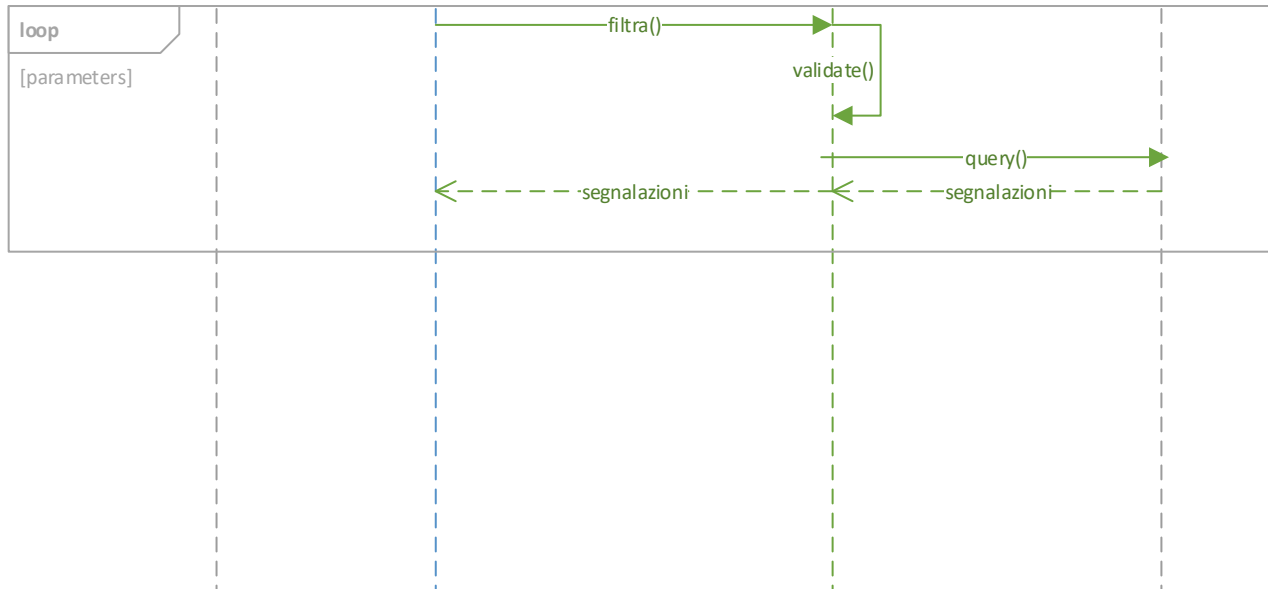 loop
filtra()
[parameters]
validate()
query()
segnalazioni
segnalazioni